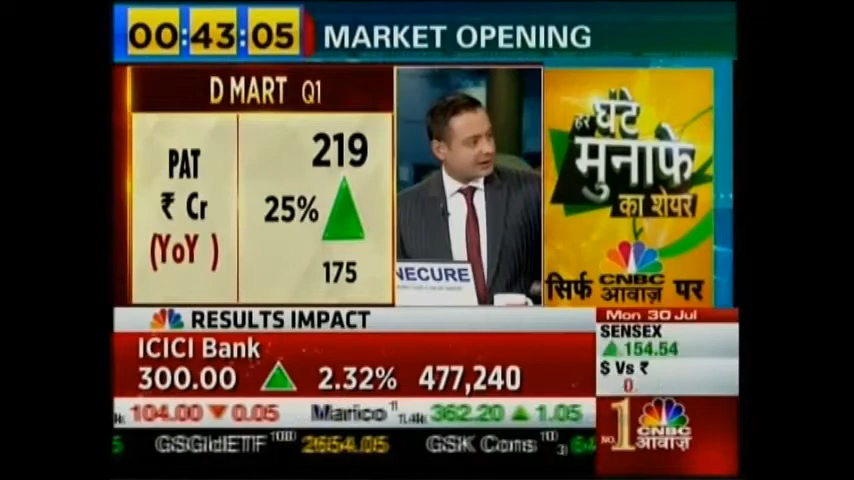 00:43:05 MARKET OPENING
D MART Q1
PAT
₹ Cr
(YoY )
219
25%
175
NECURE
हर घंटे
मुनाफे
का शेयर
CNBC
सिर्फ आवाज़ पर
RESULTS IMPACT
ICICI Bank
300.00 2.32% 477,240
Mon 30 Jul
SENSEX
154.54
$ Vs ₹
0.
104.00 0.05 Marico 362.20 1.05
GSGldETF 2654.05 GSK Cons
NO. 1 CNBC
आवाज़